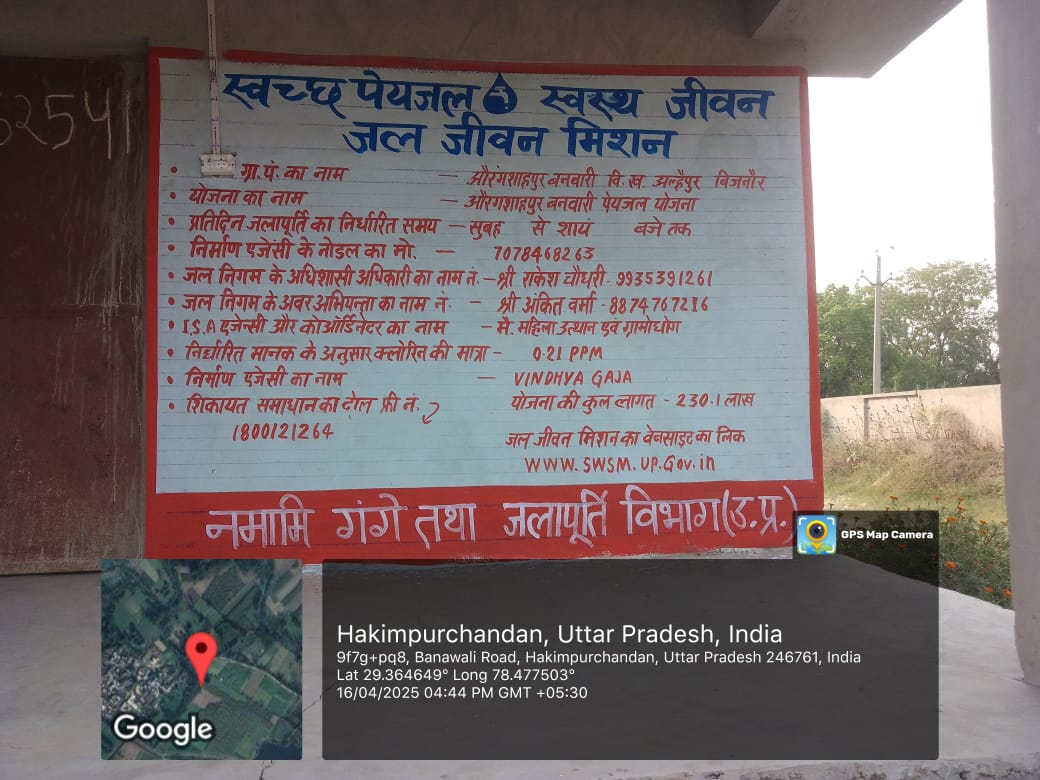 62541
स्वच्छ पेयजल स्वस्थ जीवन
जल जीवन मिशन
• ग्रा.पं. का नाम – औरंगशाहपुर बनवारी वि.ख. अल्हैपुर बिजनौर
• योजना का नाम – औरंगशाहपुर बनवारी पेयजल योजना
• प्रतिदिन जलापूर्ति का निर्धारित समय – सुबह से शायं बजे तक
• निर्माण एजेंसी के नोडल का मो. – 7078468263
• जल निगम के अधिशासी अधिकारी का नाम नं. – श्री राकेश चौधरी - 9935391261
• जल निगम के अवर अभियन्ता का नाम नं. – श्री अंकित वर्मा - 8874767216
• I.S.A एजेन्सी और कोऑर्डिनेटर का नाम – मै. महिला उत्थान एवं ग्रामोद्योग
• निर्धारित मानक के अनुसार क्लोरिन की मात्रा – 0.21 PPM
• निर्माण एजेसी का नाम – VINDHYA GAJA
• शिकायत समाधान का टोल फ्री नं. योजना की कुल लागत - 230.1 लाख
1800121264
जल जीवन मिशन का वेबसाइट का लिंक
WWW.SWSM.UP.Gov.in
नमामि गंगे तथा जलापूर्ति विभाग (उ.प्र.)
GPS Map Camera
Hakimpurchandan, Uttar Pradesh, India
9f7g+pq8, Banawali Road, Hakimpurchandan, Uttar Pradesh 246761, India
Lat 29.364649° Long 78.477503°
16/04/2025 04:44 PM GMT +05:30
Google